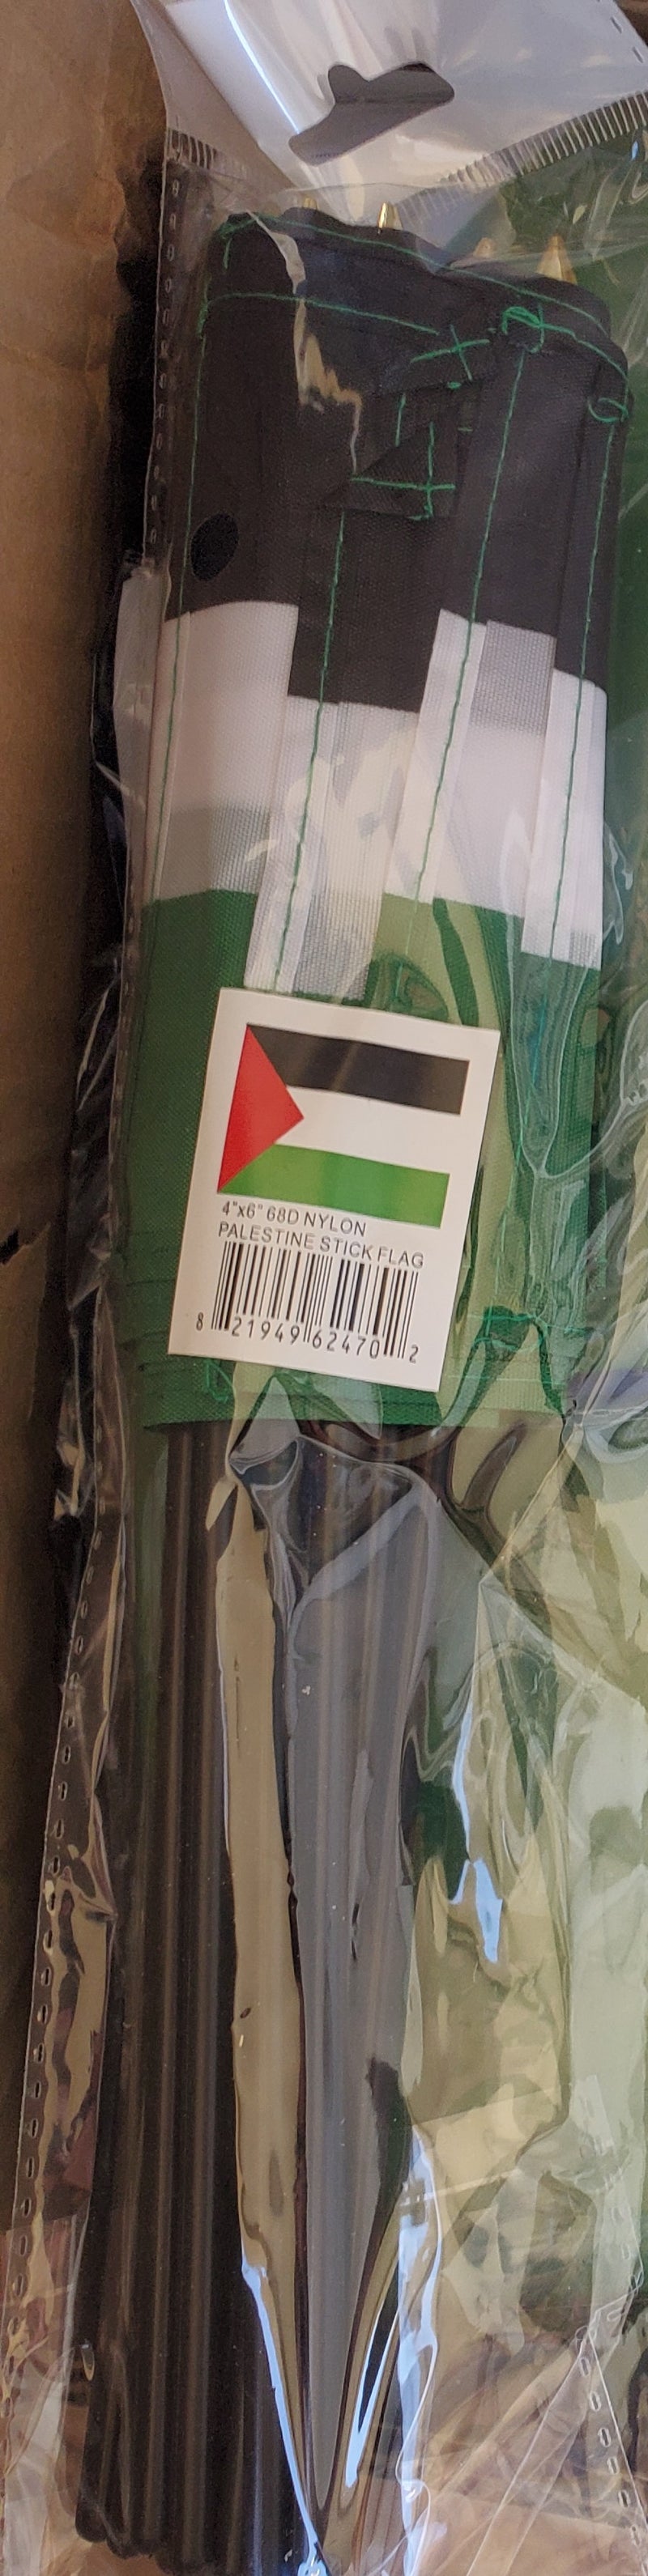 4"x6" 68D NYLON
PALESTINE STICK FLAG
8 21949 62470 2